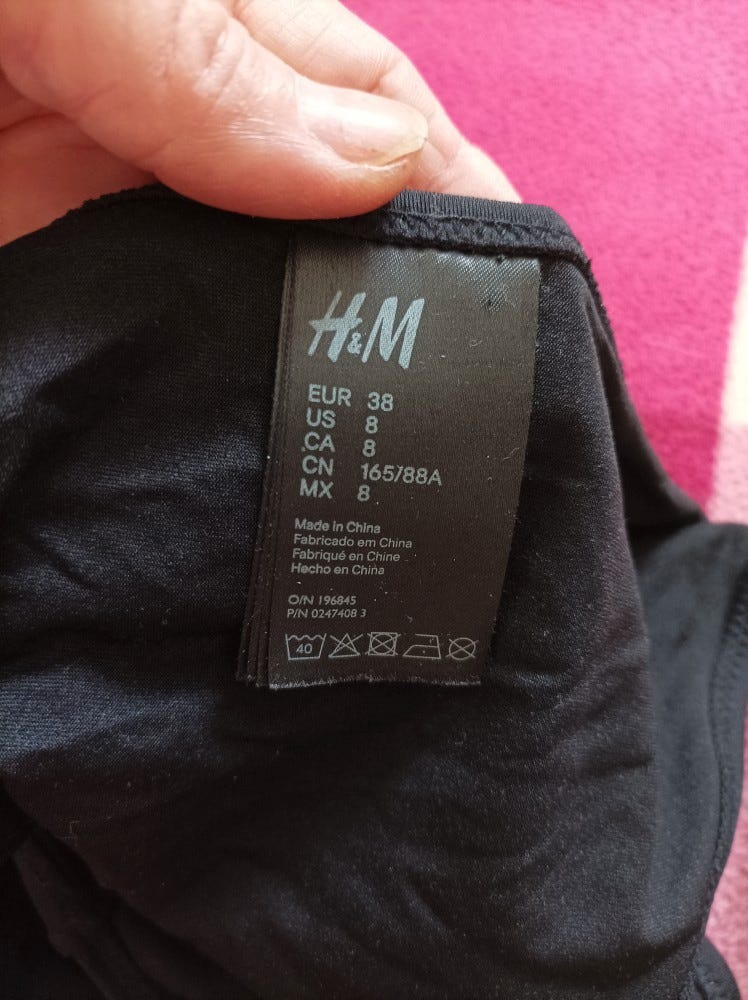 H&M
EUR 38
US 8
CA 8
CN 165/88A
MX 8
Made in China
Fabricado em China
Fabriqué en Chine
Hecho en China
O/N 196845
P/N 0247408 3
40